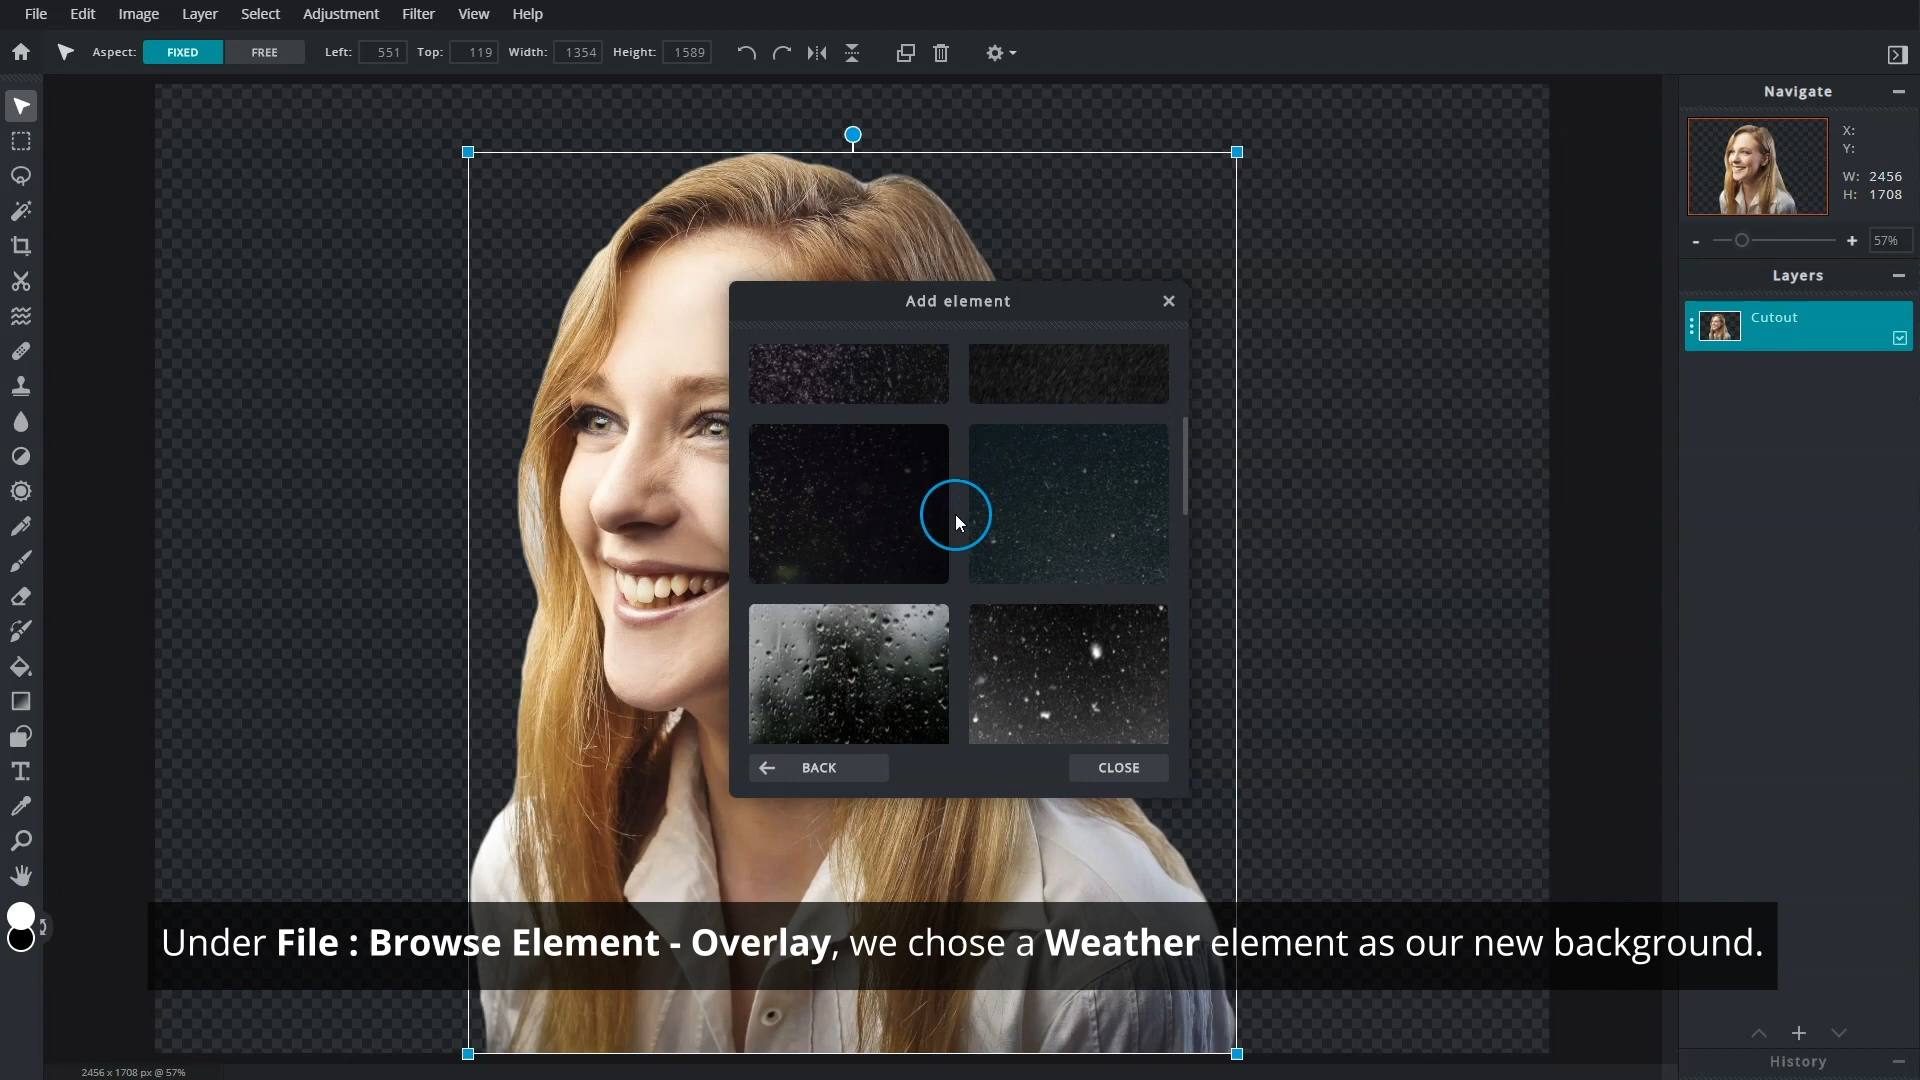 File Edit Image Layer Select Adjustment Filter View Help
Aspect: FIXED FREE Left: 551 Top: 119 Width: 1354 Height: 1589
Navigate
X:
Y:
W: 2456
H: 1708
- + 57%
Layers
Cutout
Add element
BACK CLOSE
Under File : Browse Element - Overlay, we chose a Weather element as our new background.
History
2456 x 1708 px @ 57%